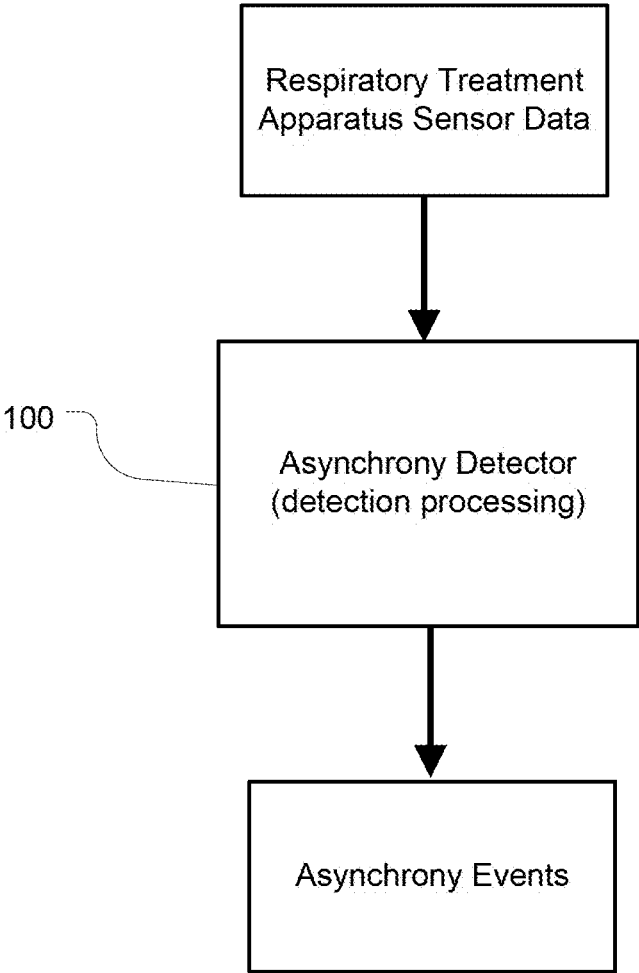 Respiratory Treatment
Apparatus Sensor Data
100
Asynchrony Detector
(detection processing)
Asynchrony Events